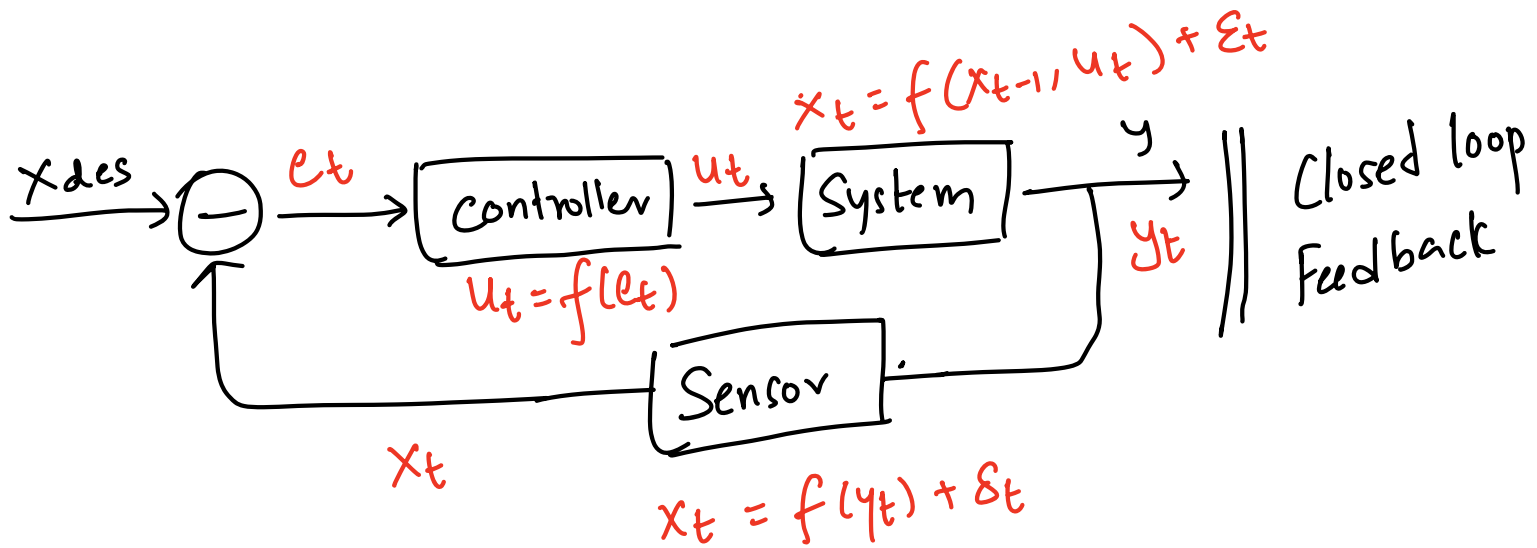 xₜ = f(xₜ₋₁, uₜ) + εₜ
xdes
eₜ
controller
uₜ
System
y
yₜ
Closed loop
Feedback
uₜ = f(eₜ)
Sensor
xₜ
xₜ = f(yₜ) + δₜ